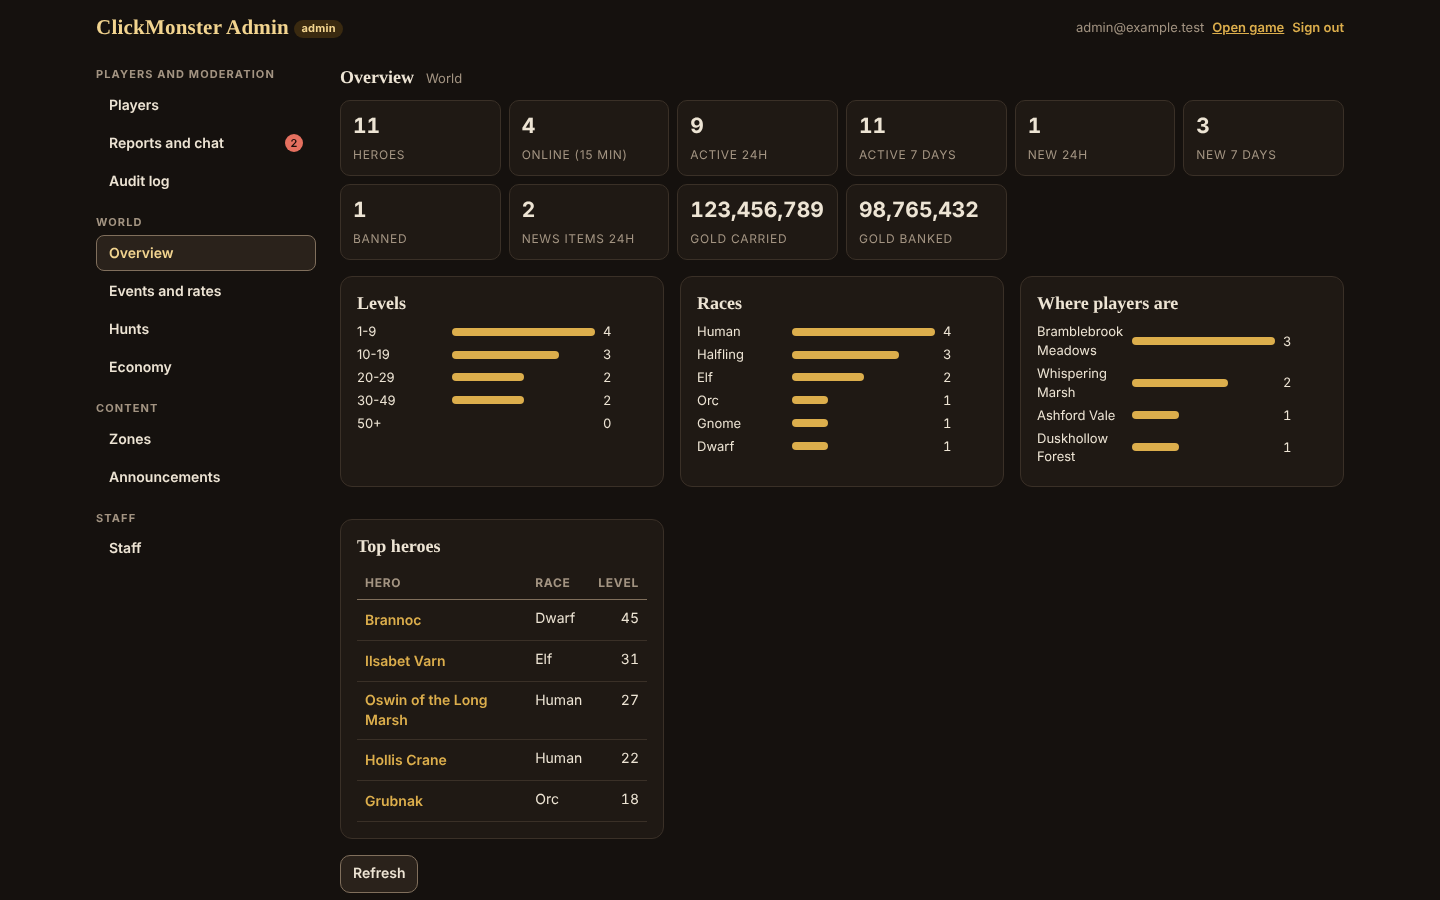 ClickMonster Admin admin
admin@example.test Open game Sign out
PLAYERS AND MODERATION
Players
Reports and chat 2
Audit log
WORLD
Overview
Events and rates
Hunts
Economy
CONTENT
Zones
Announcements
STAFF
Staff
Overview World
11
HEROES
4
ONLINE (15 MIN)
9
ACTIVE 24H
11
ACTIVE 7 DAYS
1
NEW 24H
3
NEW 7 DAYS
1
BANNED
2
NEWS ITEMS 24H
123,456,789
GOLD CARRIED
98,765,432
GOLD BANKED
Levels
1-9 4
10-19 3
20-29 2
30-49 2
50+ 0
Races
Human 4
Halfling 3
Elf 2
Orc 1
Gnome 1
Dwarf 1
Where players are
Bramblebrook
Meadows 3
Whispering
Marsh 2
Ashford Vale 1
Duskhollow
Forest 1
Top heroes
HERO RACE LEVEL
Brannoc Dwarf 45
Ilsabet Varn Elf 31
Oswin of the Long Human 27
Marsh
Hollis Crane Human 22
Grubnak Orc 18
Refresh